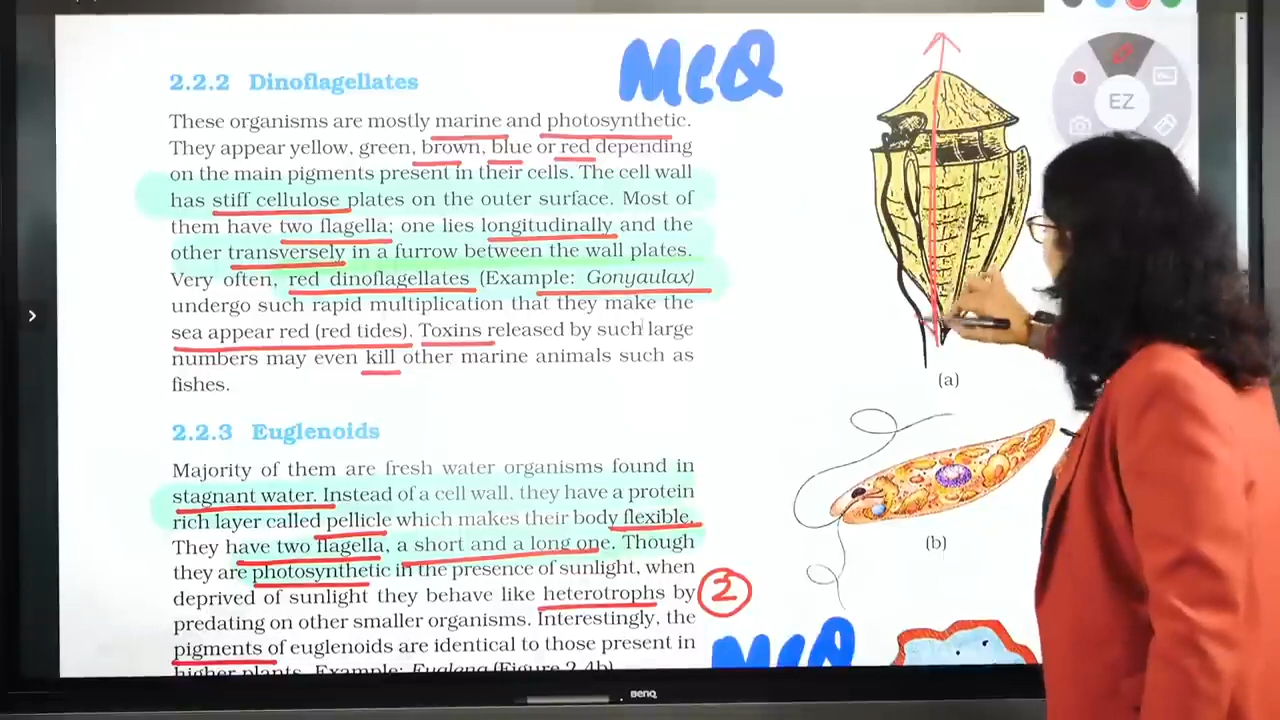 McQ
2.2.2 Dinoflagellates
These organisms are mostly marine and photosynthetic.
They appear yellow, green, brown, blue or red depending
on the main pigments present in their cells. The cell wall
has stiff cellulose plates on the outer surface. Most of
them have two flagella; one lies longitudinally and the
other transversely in a furrow between the wall plates.
Very often, red dinoflagellates (Example: Gonyaulax)
undergo such rapid multiplication that they make the
sea appear red (red tides). Toxins released by such large
numbers may even kill other marine animals such as
fishes.
2.2.3 Euglenoids
Majority of them are fresh water organisms found in
stagnant water. Instead of a cell wall, they have a protein
rich layer called pellicle which makes their body flexible.
They have two flagella, a short and a long one. Though
they are photosynthetic in the presence of sunlight, when
deprived of sunlight they behave like heterotrophs by
predating on other smaller organisms. Interestingly, the
pigments of euglenoids are identical to those present in
higher plants. Example: Euglena (Figure 2.4b).
2
McQ
(a)
(b)
EZ
BenQ